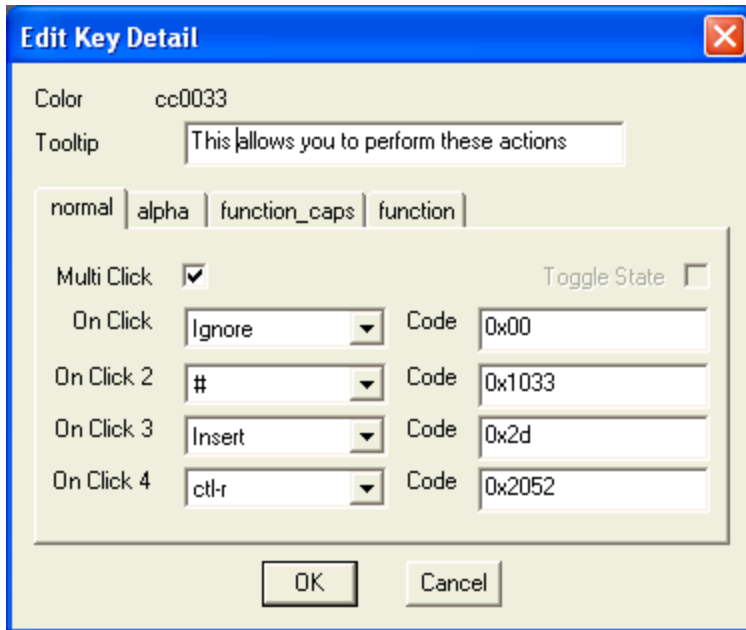 Edit Key Detail
Color cc0033
Tooltip This allows you to perform these actions
normal alpha function_caps function
Multi Click Toggle State
On Click Ignore Code 0x00
On Click 2 # Code 0x1033
On Click 3 Insert Code 0x2d
On Click 4 ctl-r Code 0x2052
OK Cancel